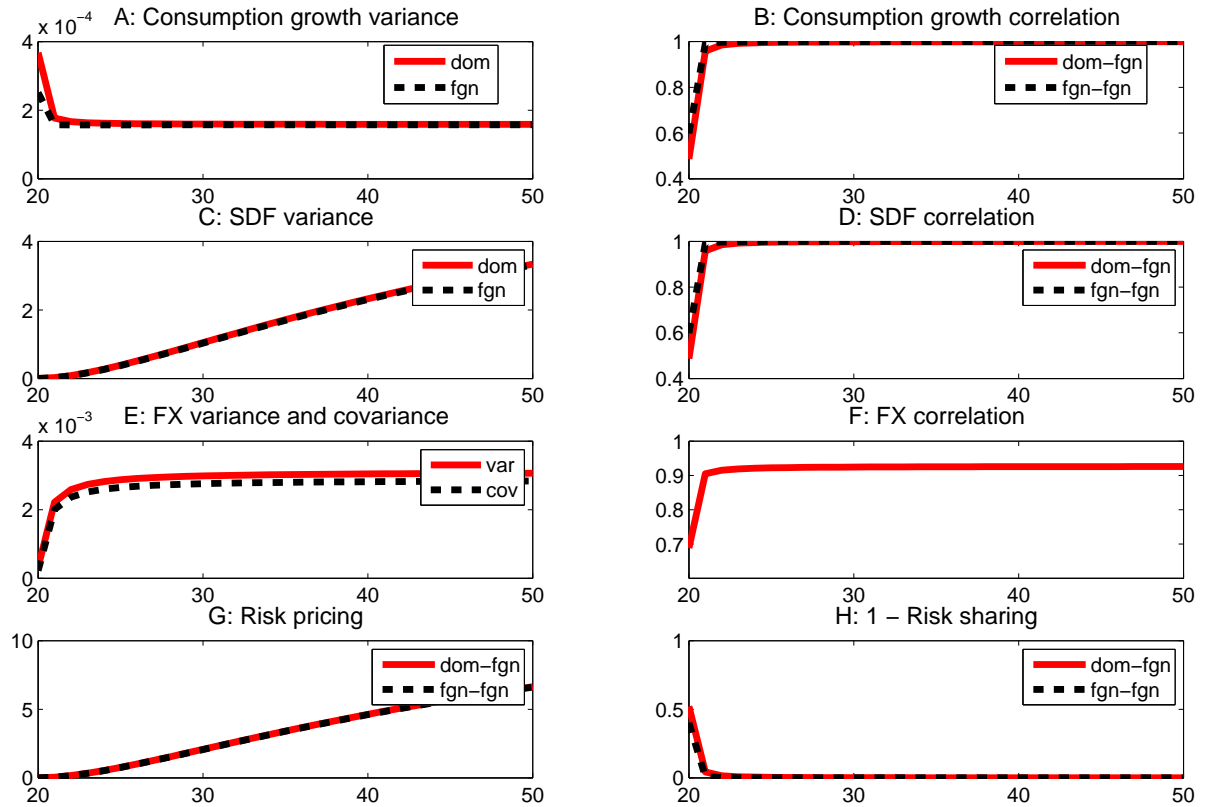 A: Consumption growth variance
x 10−4
4
2
0
20 30 40 50
dom
fgn
B: Consumption growth correlation
1
0.8
0.6
0.4
20 30 40 50
dom−fgn
fgn−fgn
C: SDF variance
4
2
0
20 30 40 50
dom
fgn
D: SDF correlation
1
0.8
0.6
0.4
20 30 40 50
dom−fgn
fgn−fgn
E: FX variance and covariance
x 10−3
4
2
0
20 30 40 50
var
cov
F: FX correlation
1
0.9
0.8
0.7
20 30 40 50
G: Risk pricing
10
5
0
20 30 40 50
dom−fgn
fgn−fgn
H: 1 − Risk sharing
1
0.5
0
20 30 40 50
dom−fgn
fgn−fgn